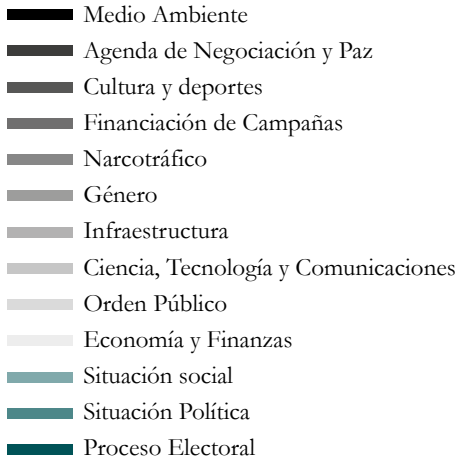 Medio Ambiente
Agenda de Negociación y Paz
Cultura y deportes
Financiación de Campañas
Narcotráfico
Género
Infraestructura
Ciencia, Tecnología y Comunicaciones
Orden Público
Economía y Finanzas
Situación social
Situación Política
Proceso Electoral